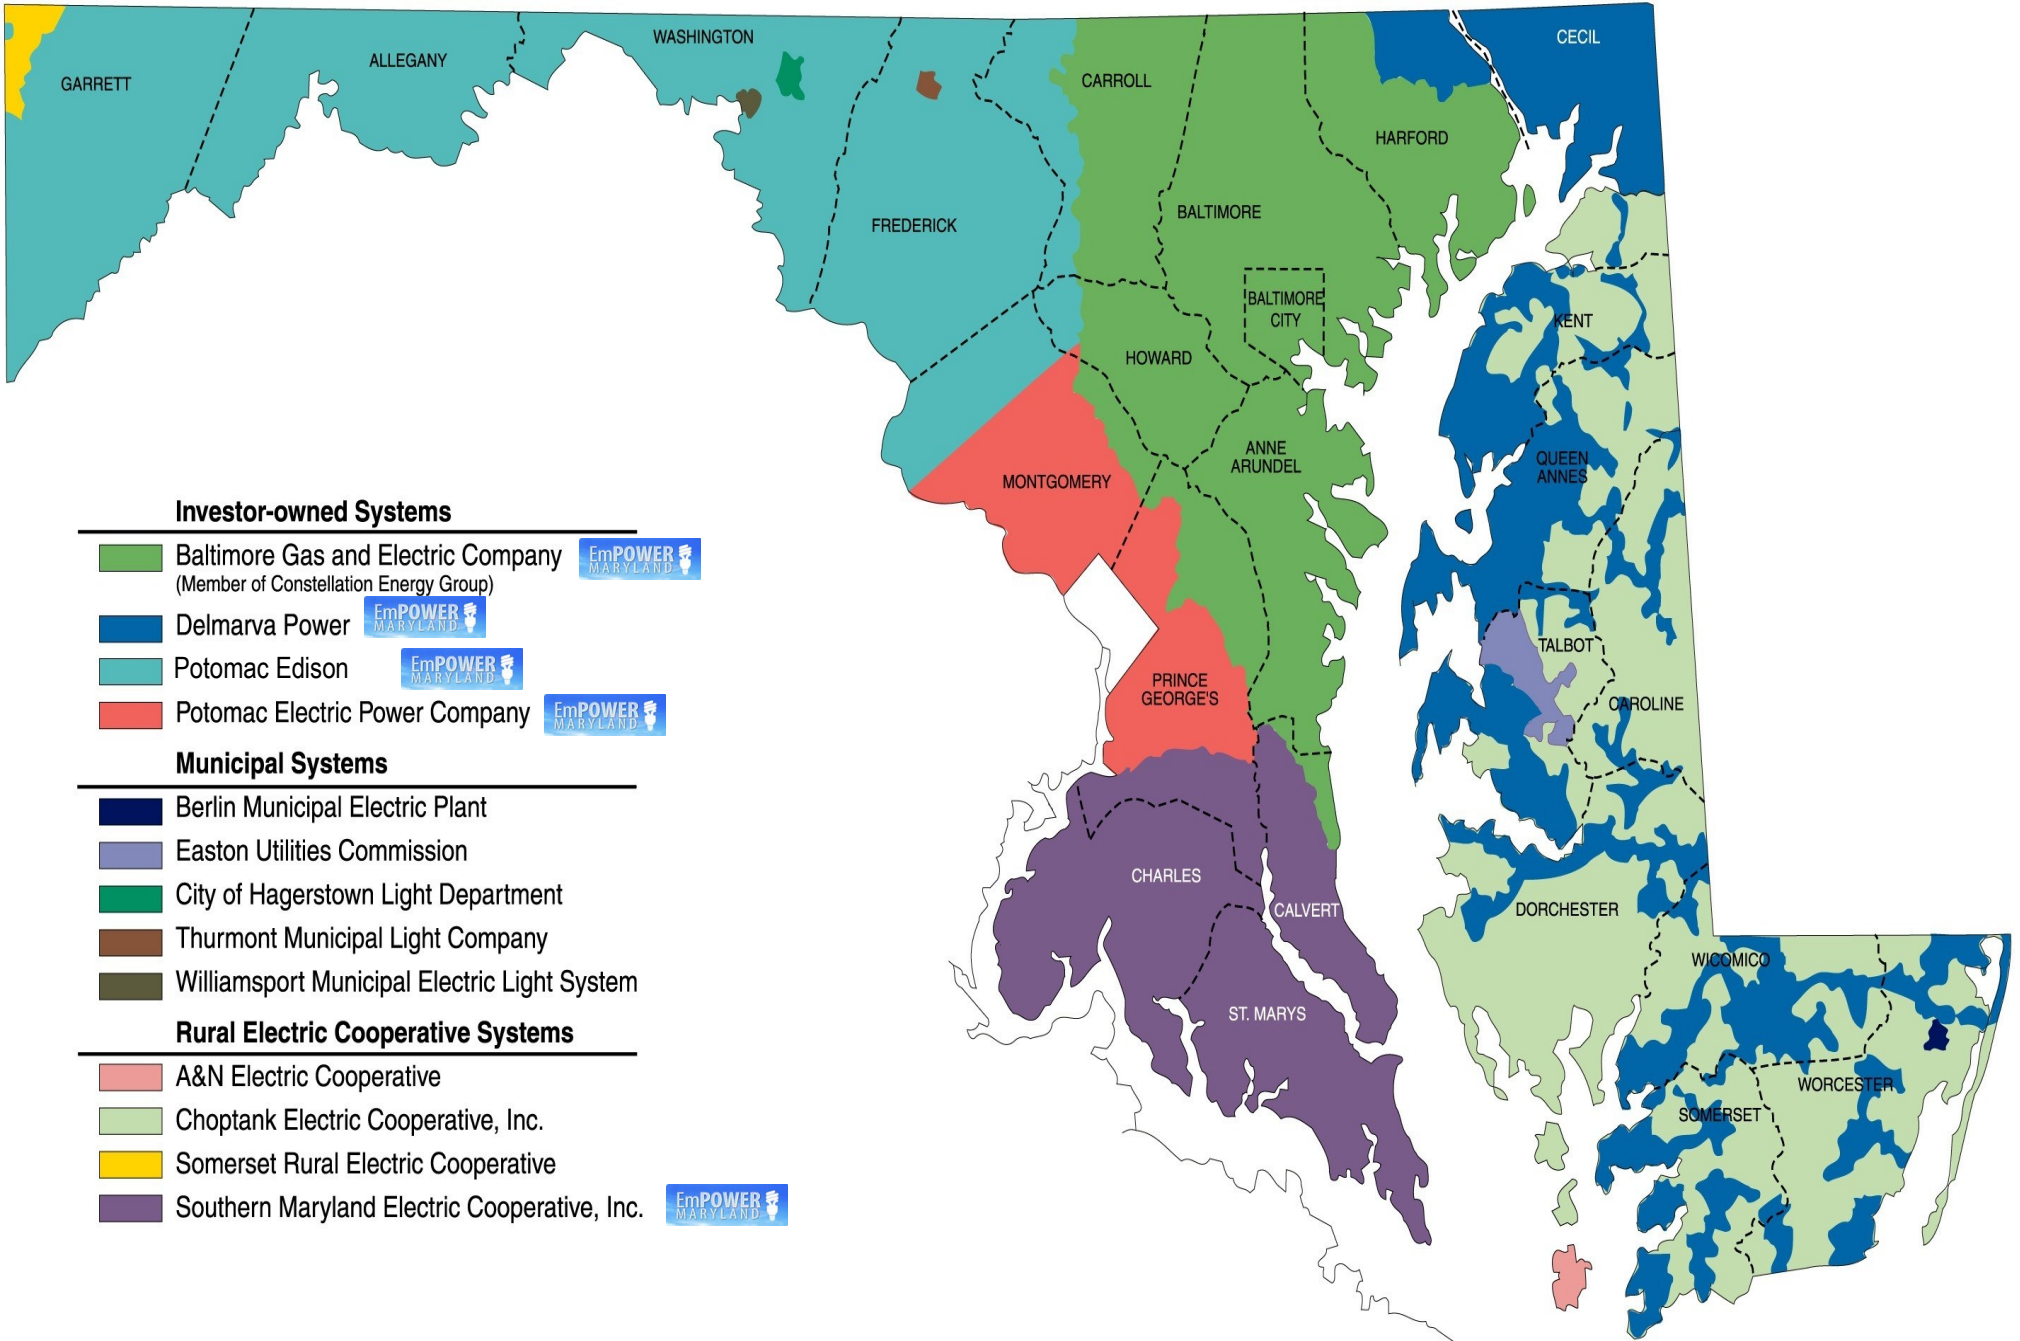 WASHINGTON
CECIL
ALLEGANY
GARRETT
CARROLL
HARFORD
BALTIMORE
FREDERICK
BALTIMORE
CITY
KENT
HOWARD
ANNE
ARUNDEL
QUEEN
ANNES
MONTGOMERY
TALBOT
PRINCE
GEORGE'S
CAROLINE
CHARLES
CALVERT
DORCHESTER
WICOMICO
ST. MARYS
WORCESTER
SOMERSET
Investor-owned Systems
Baltimore Gas and Electric Company
EmPOWER
MARYLAND
(Member of Constellation Energy Group)
Delmarva Power
EmPOWER
MARYLAND
Potomac Edison
EmPOWER
MARYLAND
Potomac Electric Power Company
EmPOWER
MARYLAND
Municipal Systems
Berlin Municipal Electric Plant
Easton Utilities Commission
City of Hagerstown Light Department
Thurmont Municipal Light Company
Williamsport Municipal Electric Light System
Rural Electric Cooperative Systems
A&N Electric Cooperative
Choptank Electric Cooperative, Inc.
Somerset Rural Electric Cooperative
Southern Maryland Electric Cooperative, Inc.
EmPOWER
MARYLAND